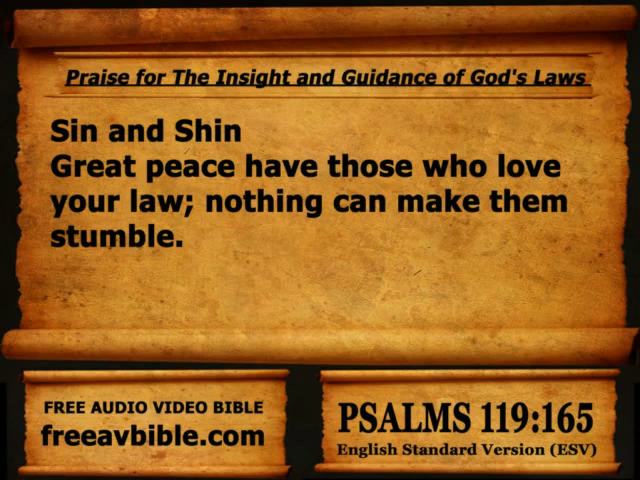 Praise for The Insight and Guidance of God's Laws
Sin and Shin
Great peace have those who love
your law; nothing can make them
stumble.
FREE AUDIO VIDEO BIBLE
freeavbible.com
PSALMS 119:165
English Standard Version (ESV)